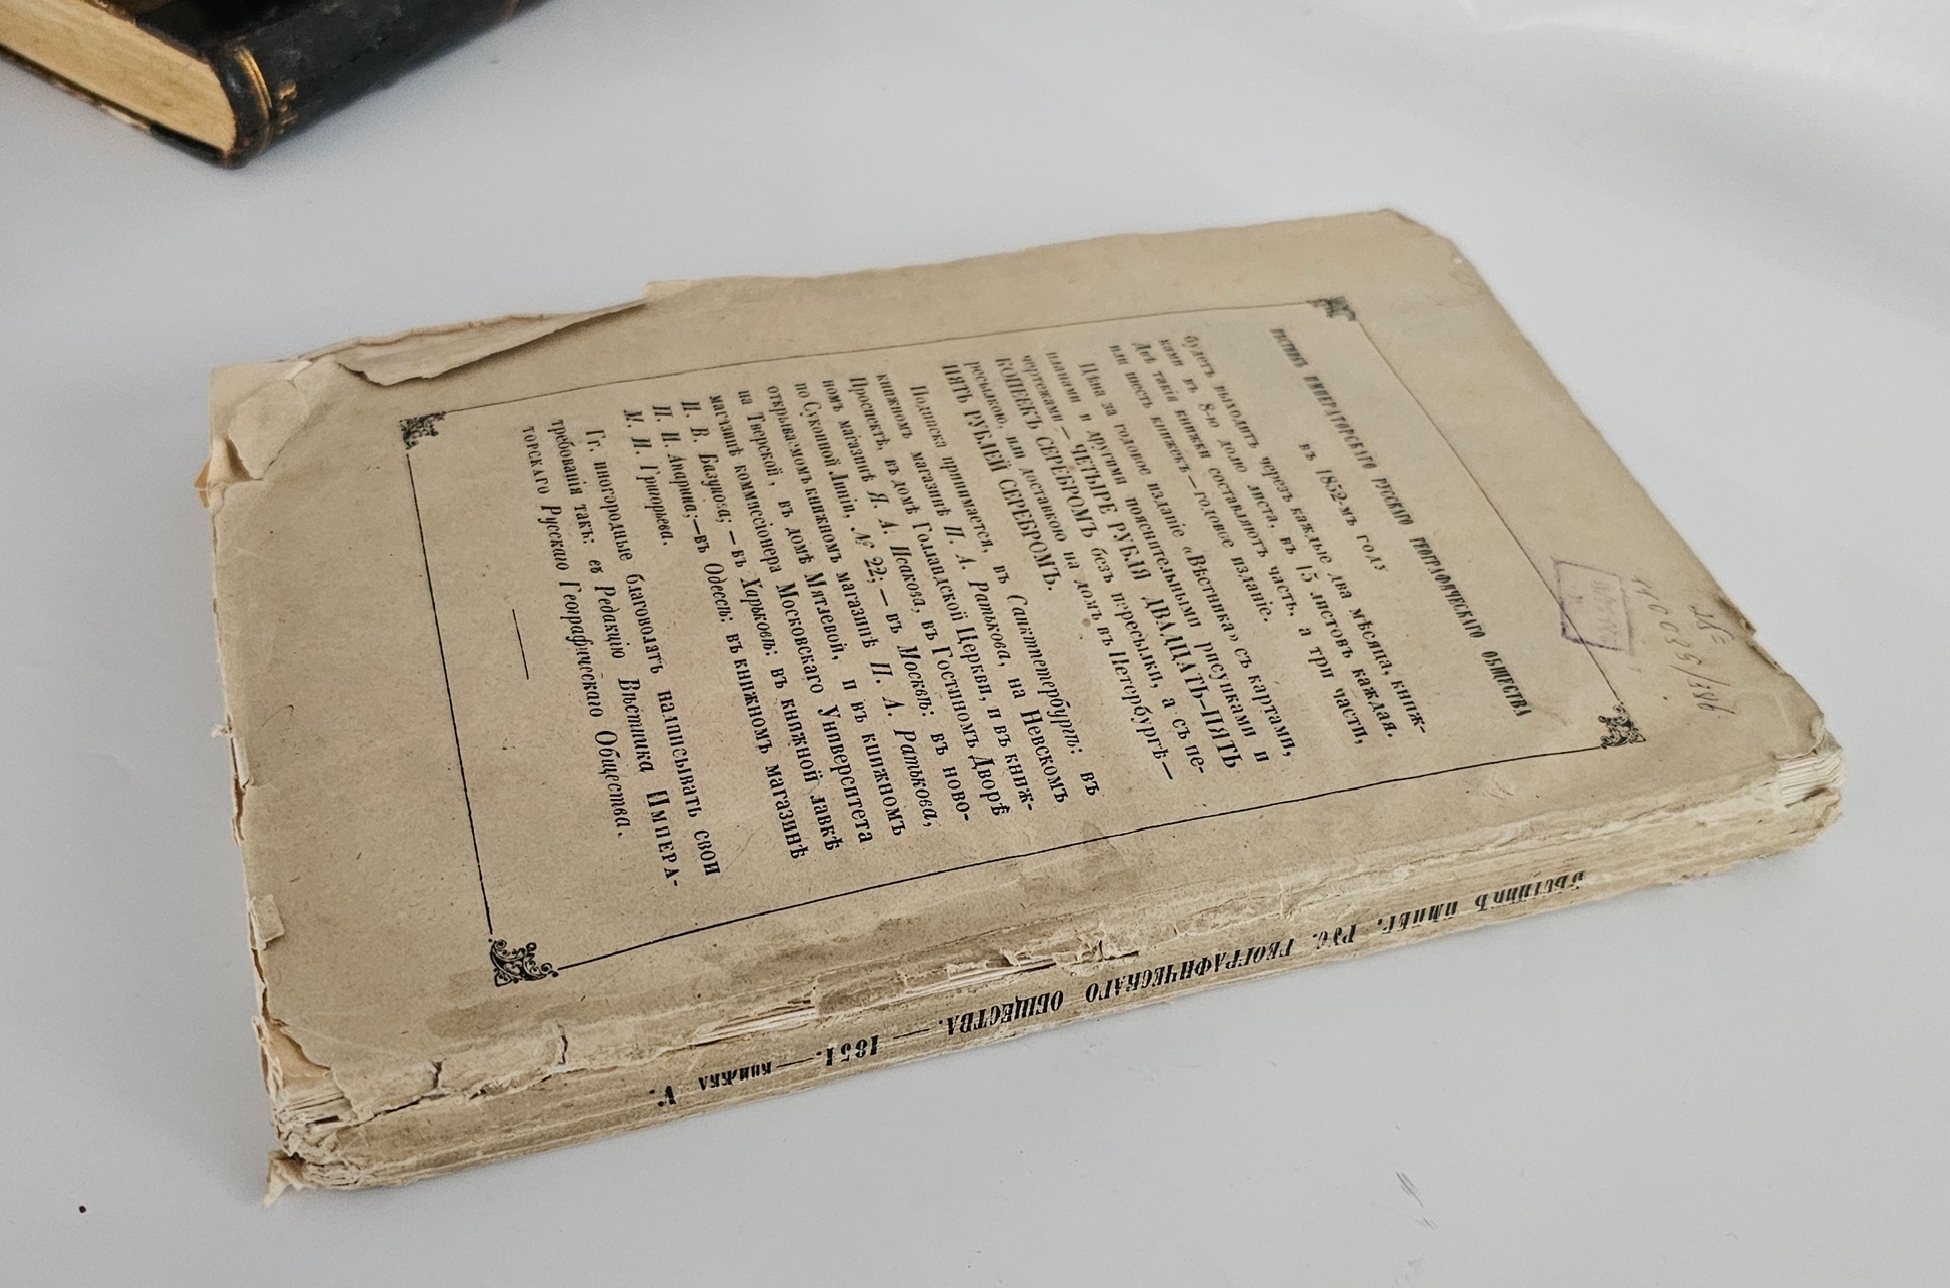 ВѢСТНИКЪ ИМПЕРАТОРСКАГО РУССКАГО ГЕОГРАФИЧЕСКАГО ОБЩЕСТВА
въ 1852-мъ году
будетъ выходить черезъ каждые два мѣсяца, книж-
ками въ 8-ю долю листа, въ 15 листовъ каждая.
Двѣ такія книжки составляютъ часть, а три части,
или шесть книжекъ — годовое изданіе.
Цѣна за годовое изданіе «Вѣстника» съ картами,
планами и другими пояснительными рисунками и
чертежами — ЧЕТЫРЕ РУБЛЯ ДВАДЦАТЬ-ПЯТЬ
КОПѢЕКЪ СЕРЕБРОМЪ безъ пересылки, а съ пе-
ресылкою, или доставкою на домъ въ Петербургѣ —
ПЯТЬ РУБЛЕЙ СЕРЕБРОМЪ.
Подписка принимается, въ Санктпетербургѣ: въ
книжномъ магазинѣ П. А. Ратькова, на Невскомъ
Проспектѣ, въ домѣ Голландской Церкви, и въ книж-
номъ магазинѣ Я. А. Исакова, въ Гостиномъ Дворѣ
по Суконной Линіи, № 22; — въ Москвѣ: въ ново-
открываемомъ книжномъ магазинѣ П. А. Ратькова,
на Тверской, въ домѣ Мятлевой, и въ книжномъ
магазинѣ коммиссіонера Московскаго Университета
И. В. Базунова; — въ Харьковѣ: въ книжной лавкѣ
П. И. Апарина; — въ Одессѣ: въ книжномъ магазинѣ
М. И. Григорьева.
Гг. иногородные благоволятъ надписывать свои
требованія такъ: въ Редакцію Вѣстника ИМПЕРА-
ТОРСКАГО Русскаго Географическаго Общества.
ВѢСТНИКЪ ИМПЕР. РУС. ГЕОГРАФИЧЕСКАГО ОБЩЕСТВА. — 1851. — КНИЖКА V.